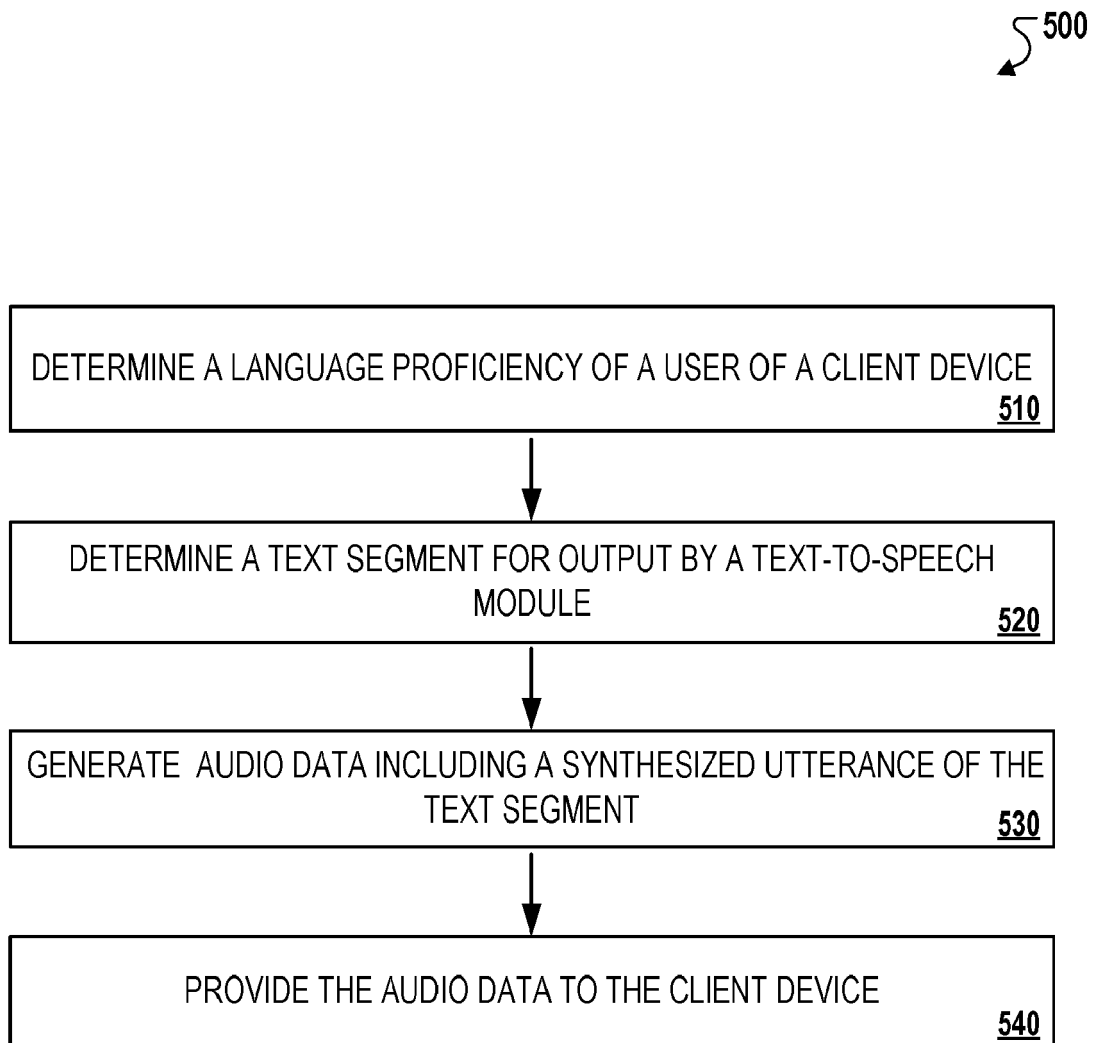 500
DETERMINE A LANGUAGE PROFICIENCY OF A USER OF A CLIENT DEVICE
510
DETERMINE A TEXT SEGMENT FOR OUTPUT BY A TEXT-TO-SPEECH
MODULE
520
GENERATE AUDIO DATA INCLUDING A SYNTHESIZED UTTERANCE OF THE
TEXT SEGMENT
530
PROVIDE THE AUDIO DATA TO THE CLIENT DEVICE
540